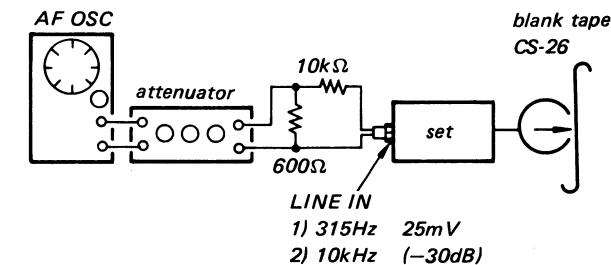 AF OSC
blank tape
CS-26
attenuator
10kΩ
600Ω
set
LINE IN
1) 315Hz 25mV
2) 10kHz (−30dB)